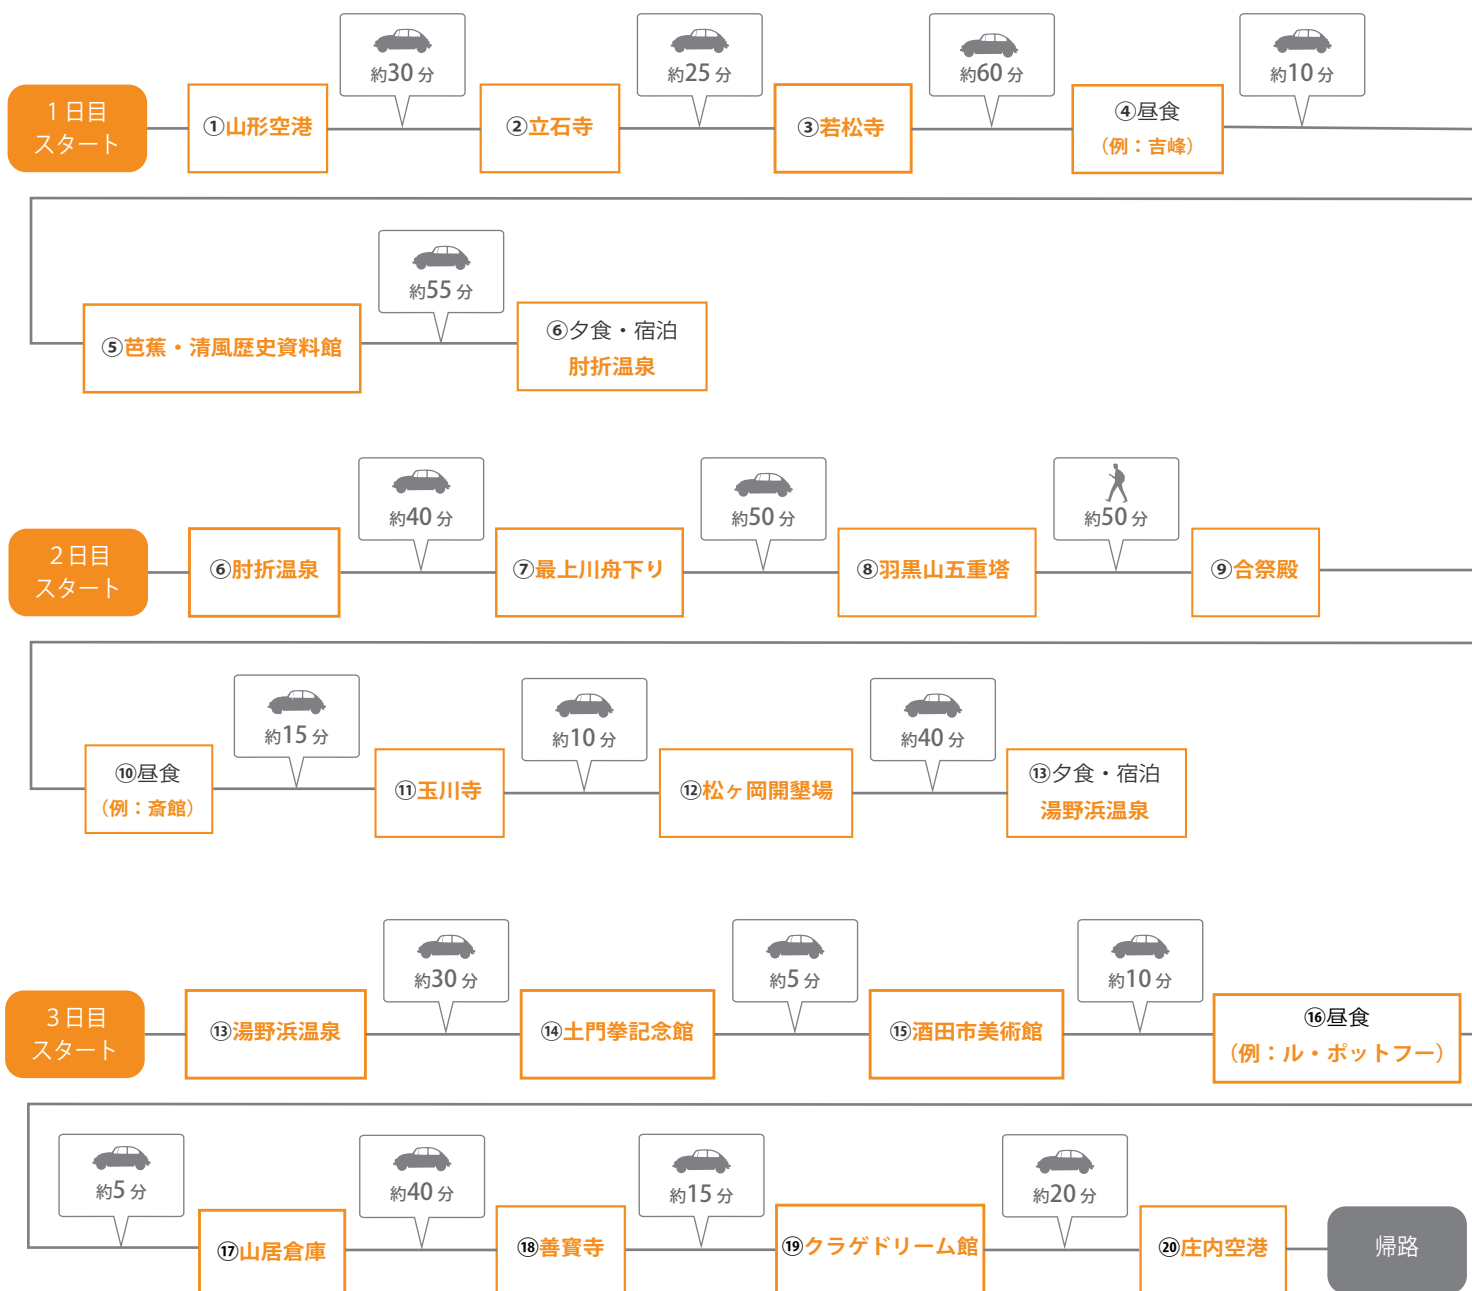 1日目
スタート
①山形空港
約30分
②立石寺
約25分
③若松寺
約60分
④昼食
（例：吉峰）
約10分
⑤芭蕉・清風歴史資料館
約55分
⑥夕食・宿泊
肘折温泉
2日目
スタート
⑥肘折温泉
約40分
⑦最上川舟下り
約50分
⑧羽黒山五重塔
約50分
⑨合祭殿
⑩昼食
（例：斎館）
約15分
⑪玉川寺
約10分
⑫松ヶ岡開墾場
約40分
⑬夕食・宿泊
湯野浜温泉
3日目
スタート
⑬湯野浜温泉
約30分
⑭土門拳記念館
約5分
⑮酒田市美術館
約10分
⑯昼食
（例：ル・ポットフー）
約5分
⑰山居倉庫
約40分
⑱善寳寺
約15分
⑲クラゲドリーム館
約20分
⑳庄内空港
帰路